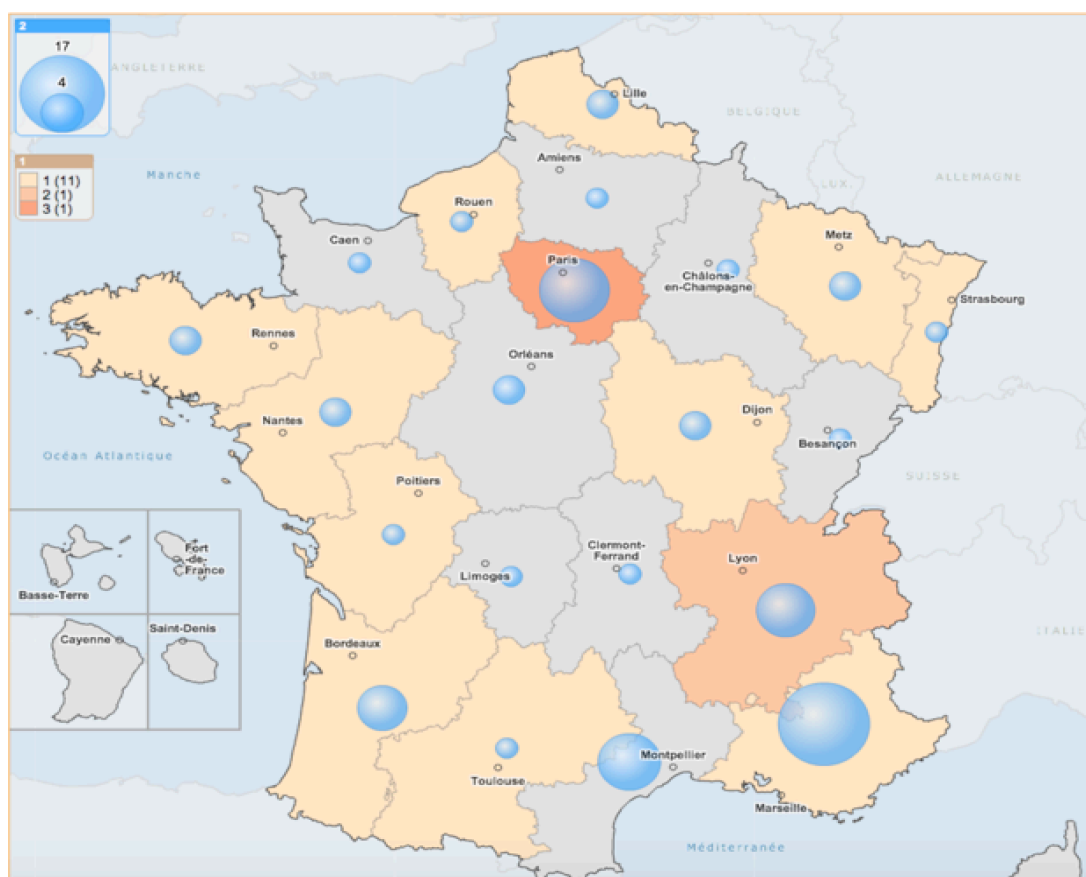 2
17
4
1
1 (11)
2 (1)
3 (1)
ANGLETERRE
Manche
Lille
BELGIQUE
Amiens
LUX.
ALLEMAGNE
Rouen
Caen
Metz
Paris
Châlons-
en-Champagne
Strasbourg
Rennes
Orléans
Nantes
Dijon
Besançon
Océan Atlantique
SUISSE
Poitiers
Clermont-
Ferrand
Lyon
Limoges
Fort
-de-
France
Basse-Terre
Cayenne
Saint-Denis
ITALIE
Bordeaux
Montpellier
Toulouse
Marseille
Méditerranée